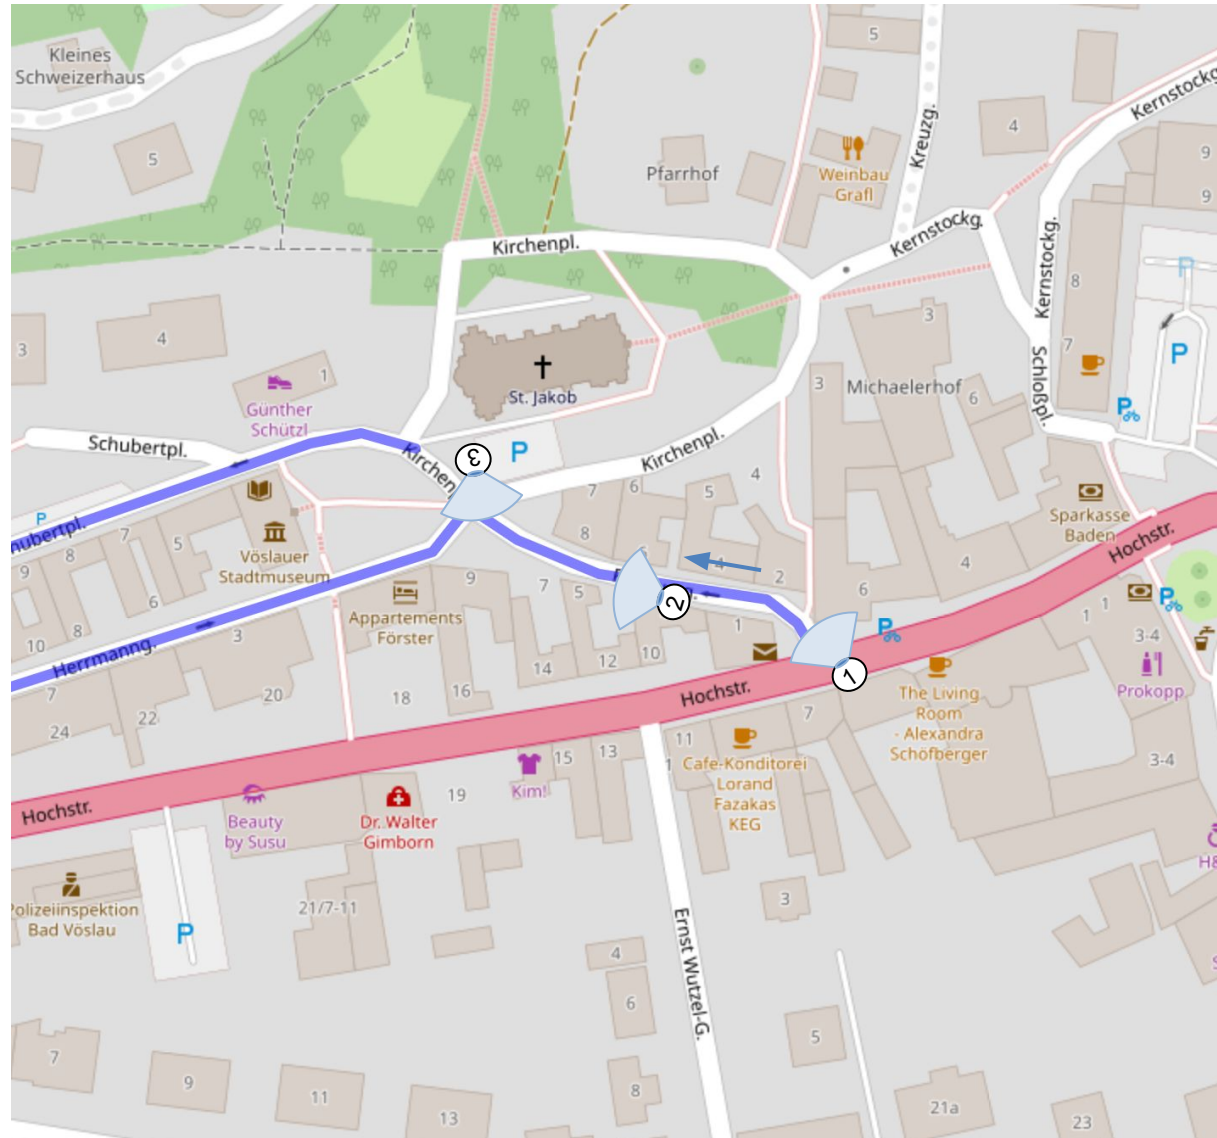 Kleines
Schweizerhaus
5
5
Kreuzg.
Weinbau
Grafl
Pfarrhof
4
Kernstockg.
9
9
Kirchenpl.
Kernstockg.
Kernstockg.
8
7
P
P
3
4
1
Günther
Schützl
St. Jakob
3
3
Michaelerhof
6
Schloßpl.
P
Schubertpl.
Kirchenpl.
P
3
Kirchenpl.
4
7
6
5
8
Sparkasse
Baden
Hochstr.
P
hubertpl.
8
9
7
5
6
Vöslauer
Stadtmuseum
Appartements
Förster
9
7
5
2
4
2
6
4
1
1
P
P
3-4
Prokopp
Herrmanng.
10
8
3
7
24
22
20
18
16
14
12
10
1
1
Hochstr.
7
The Living
Room
- Alexandra
Schöfberger
3-4
11
Cafe-Konditorei
Lorand
Fazakas
KEG
13
15
Kim!
19
Hochstr.
Beauty
by Susu
Dr. Walter
Gimborn
Polizeiinspektion
Bad Vöslau
P
21/7-11
Ernst Wutzel-G.
3
4
6
5
7
9
11
13
8
21a
23